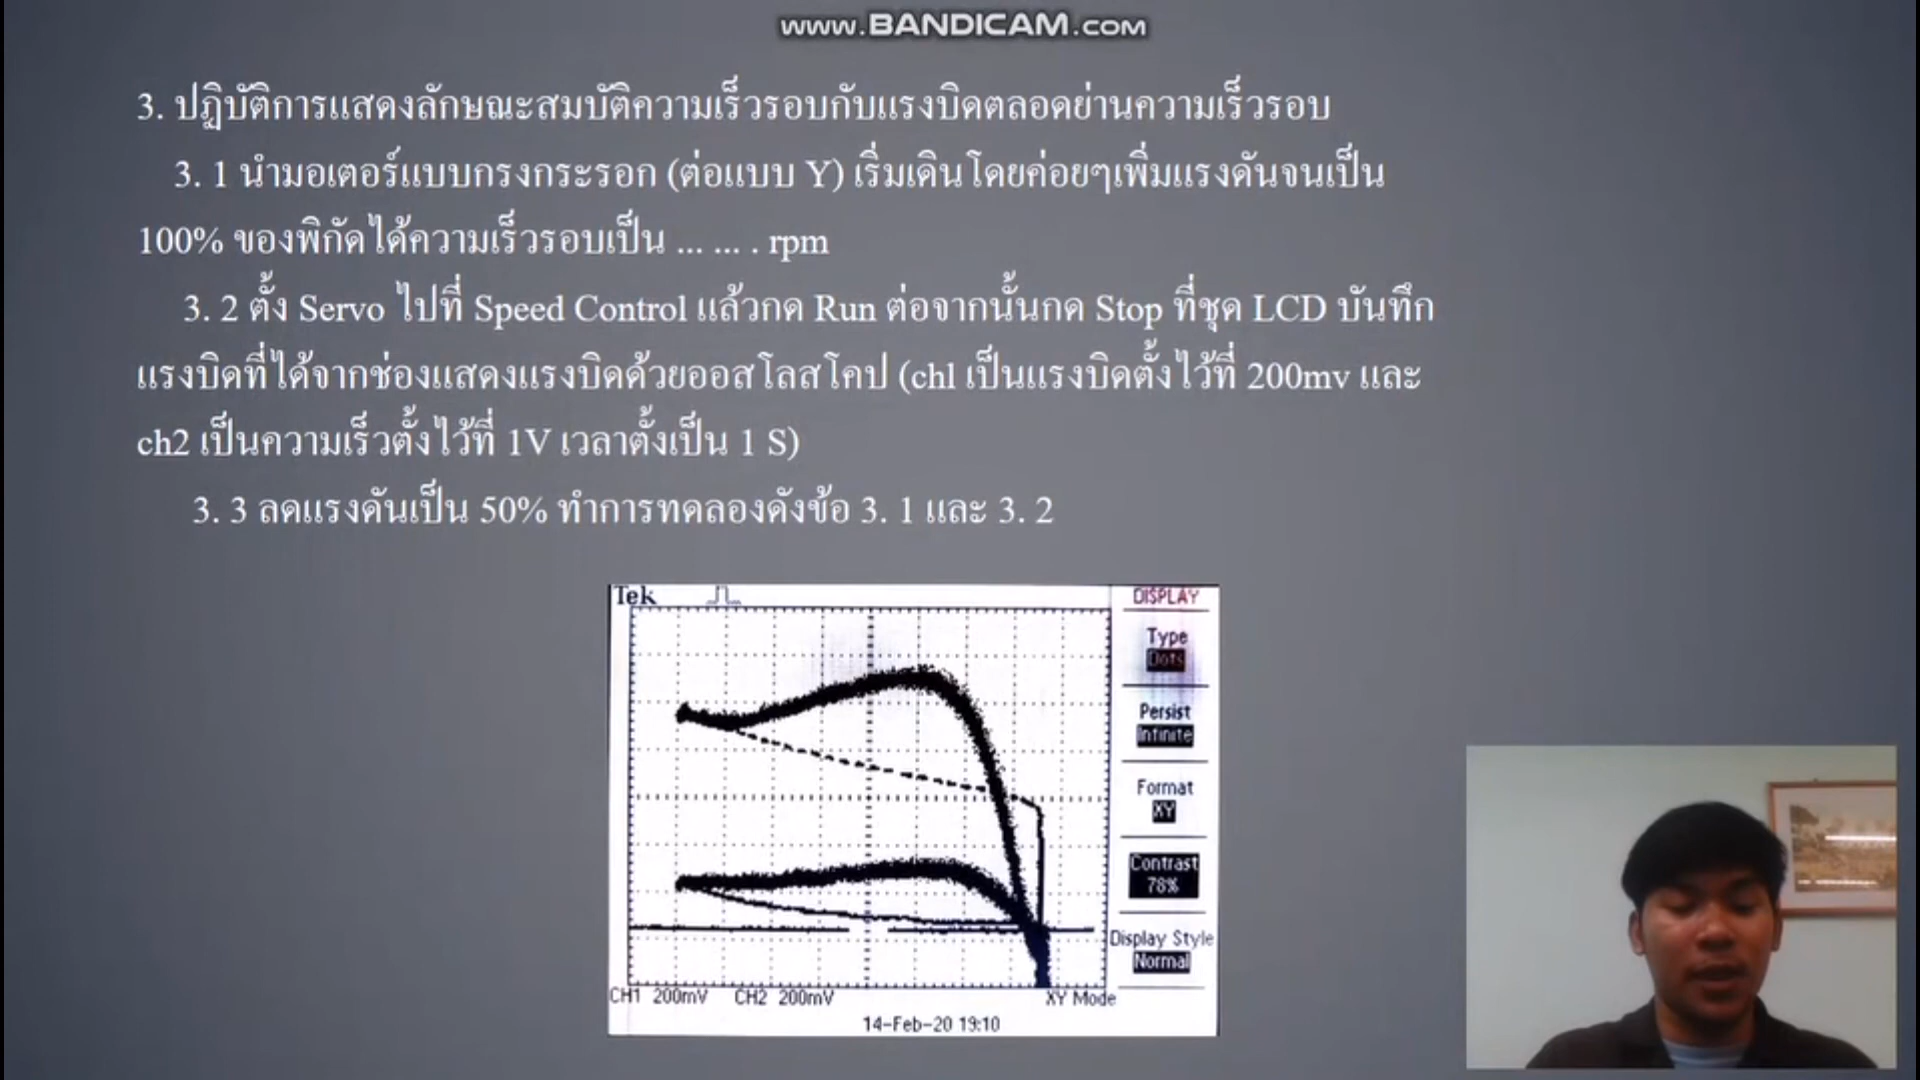 www.BANDICAM.com
3. ปฏิบัติการแสดงลักษณะสมบัติความเร็วรอบกับแรงบิดตลอดย่านความเร็วรอบ
3. 1 นำมอเตอร์แบบกรงกระรอก (ต่อแบบ Y) เริ่มเดินโดยค่อยๆเพิ่มแรงดันจนเป็น
100% ของพิกัดได้ความเร็วรอบเป็น ... ... . rpm
3. 2 ตั้ง Servo ไปที่ Speed Control แล้วกด Run ต่อจากนั้นกด Stop ที่ชุด LCD บันทึก
แรงบิดที่ได้จากช่องแสดงแรงบิดด้วยออสโลสโคป (chl เป็นแรงบิดตั้งไว้ที่ 200mv และ
ch2 เป็นความเร็วตั้งไว้ที่ 1V เวลาตั้งเป็น 1 S)
3. 3 ลดแรงดันเป็น 50% ทำการทดลองดังข้อ 3. 1 และ 3. 2
Tek
DISPLAY
Type
Dots
Persist
Infinite
Format
XY
Contrast
78%
Display Style
Normal
CH1 200mV CH2 200mV XY Mode
14-Feb-20 19:10